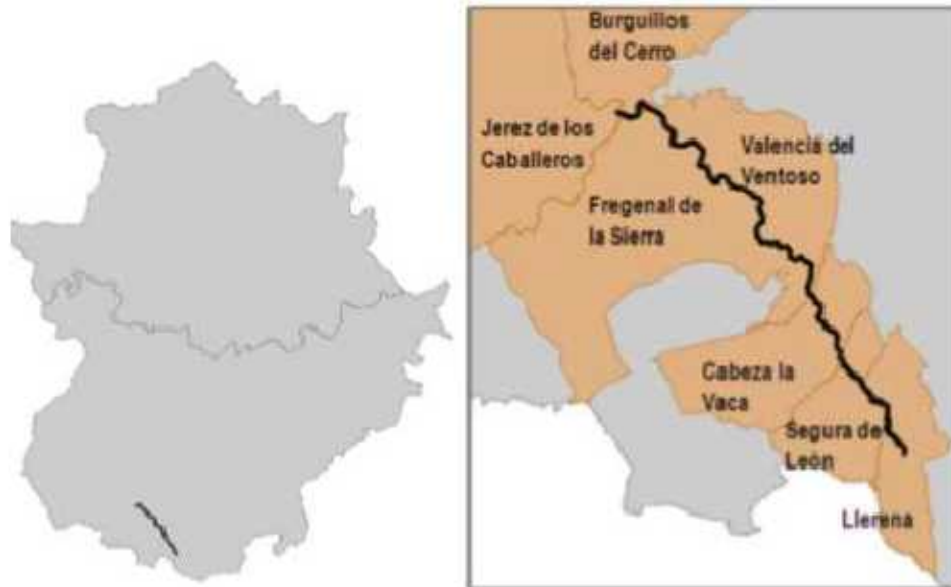 Burguillos
del Cerro
Jerez de los
Caballeros
Valencia del
Ventoso
Fregenal de
la Sierra
Cabeza la
Vaca
Segura de
León
Llerena